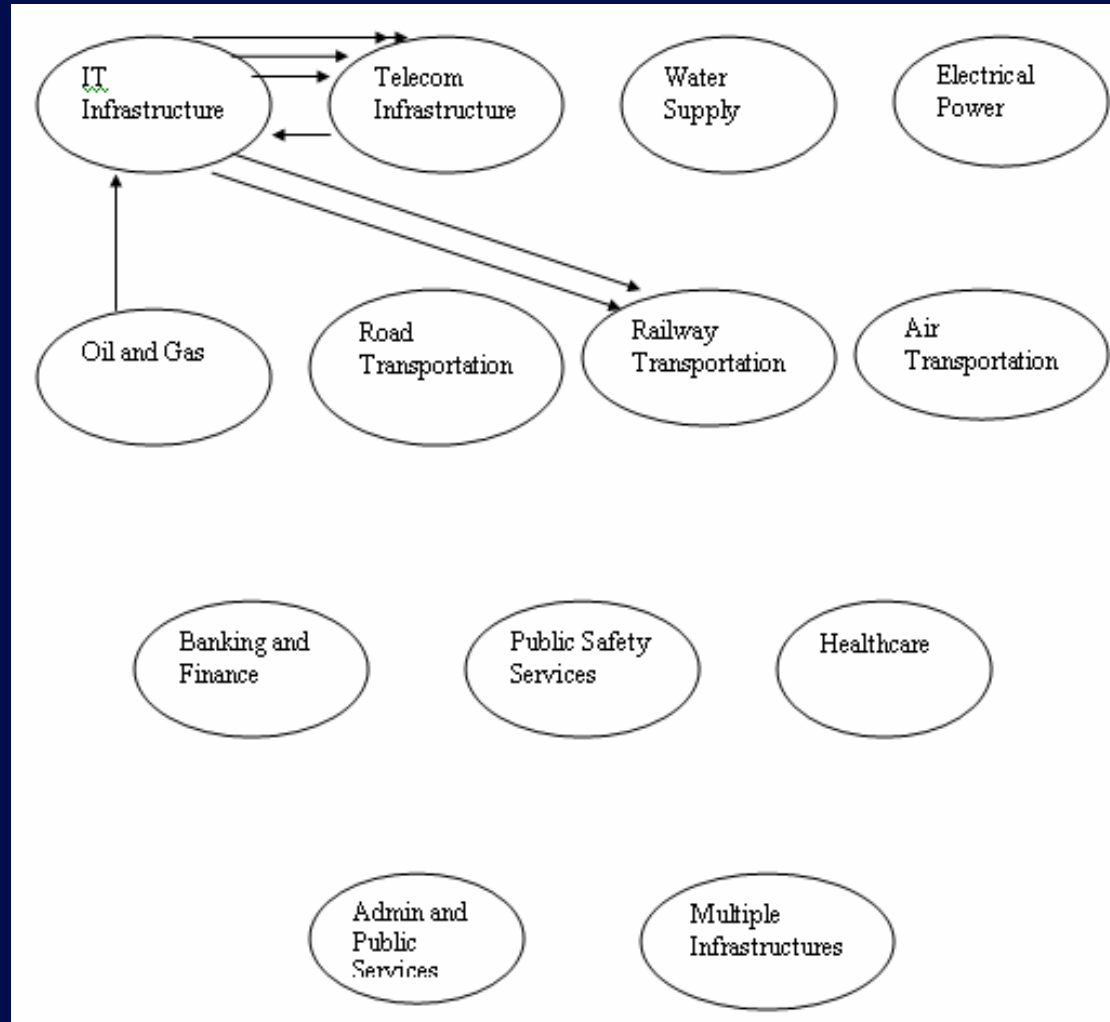 IT
Infrastructure
Telecom
Infrastructure
Water
Supply
Electrical
Power
Oil and Gas
Road
Transportation
Railway
Transportation
Air
Transportation
Banking and
Finance
Public Safety
Services
Healthcare
Admin and
Public
Services
Multiple
Infrastructures